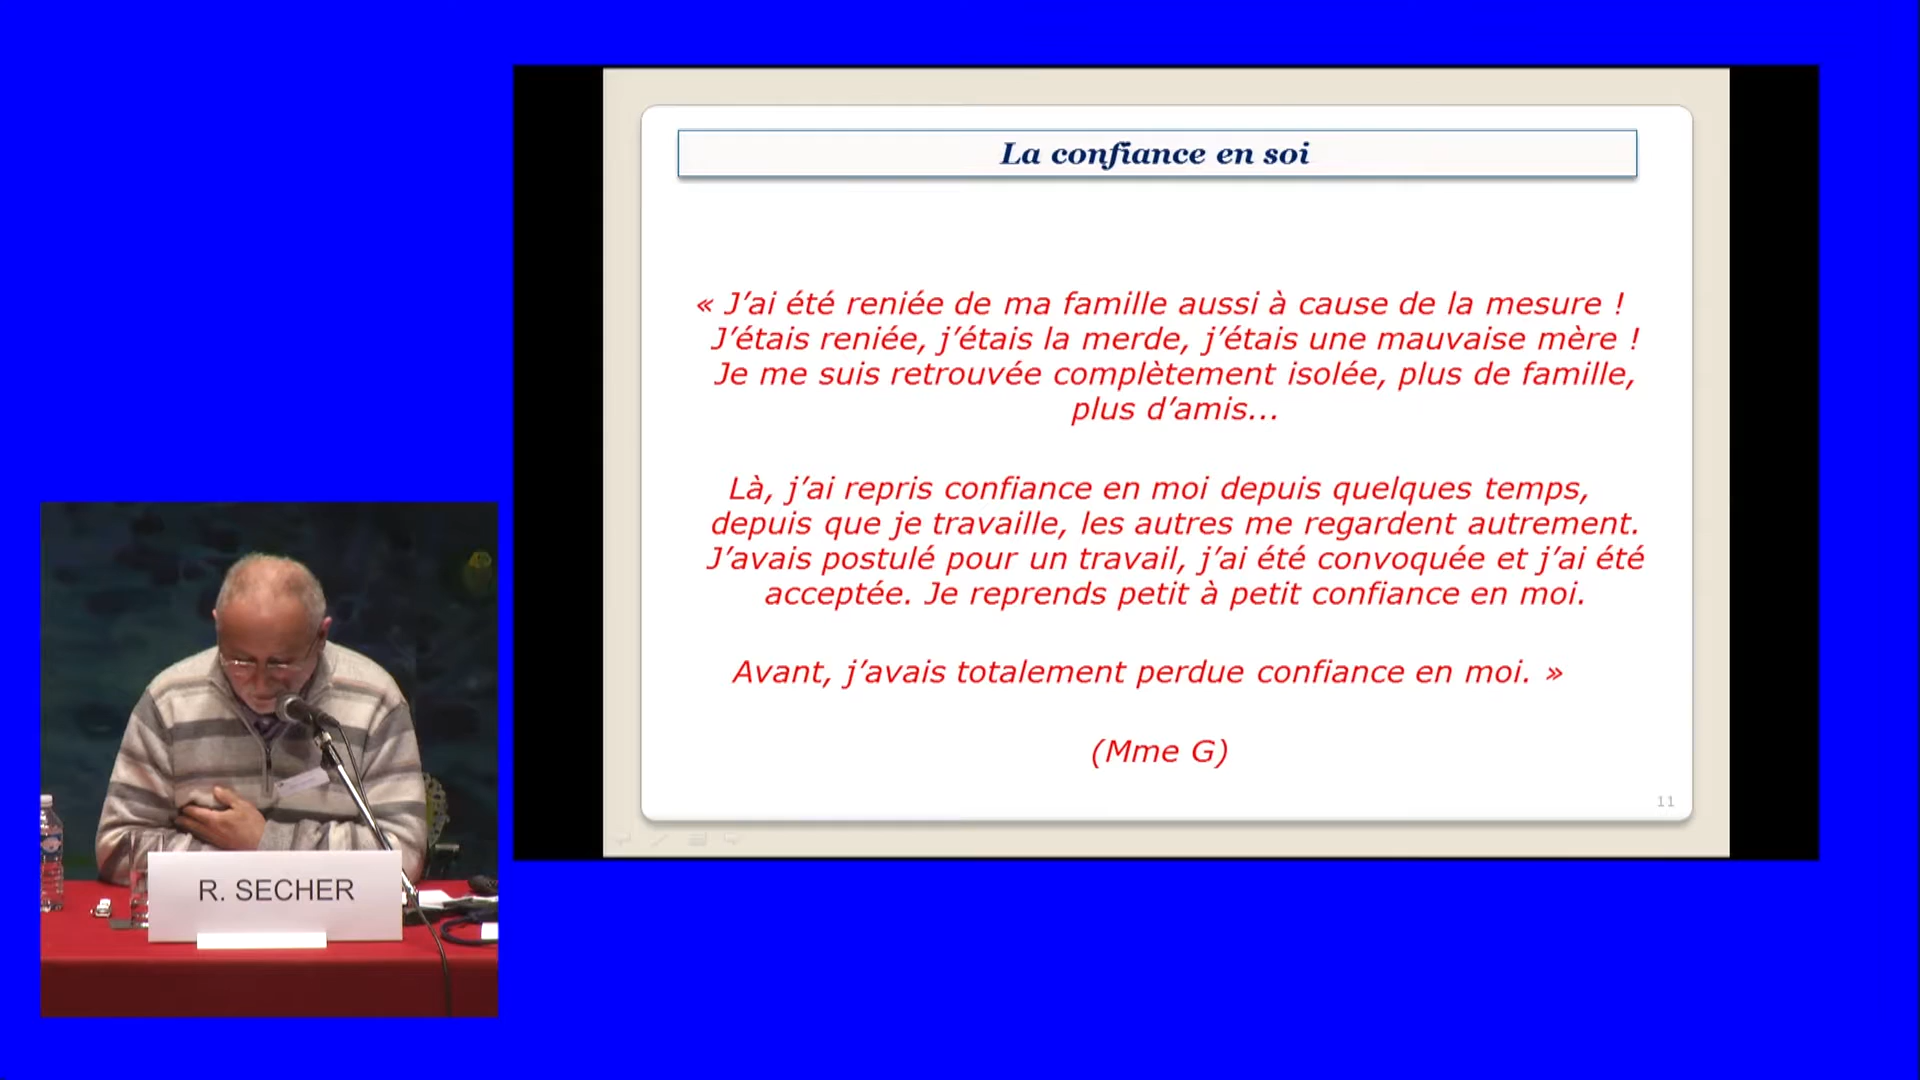 La confiance en soi
« J’ai été reniée de ma famille aussi à cause de la mesure !
J’étais reniée, j’étais la merde, j’étais une mauvaise mère !
Je me suis retrouvée complètement isolée, plus de famille,
plus d’amis...
Là, j’ai repris confiance en moi depuis quelques temps,
depuis que je travaille, les autres me regardent autrement.
J’avais postulé pour un travail, j’ai été convoquée et j’ai été
acceptée. Je reprends petit à petit confiance en moi.
Avant, j’avais totalement perdue confiance en moi. »
(Mme G)
11
R. SECHER